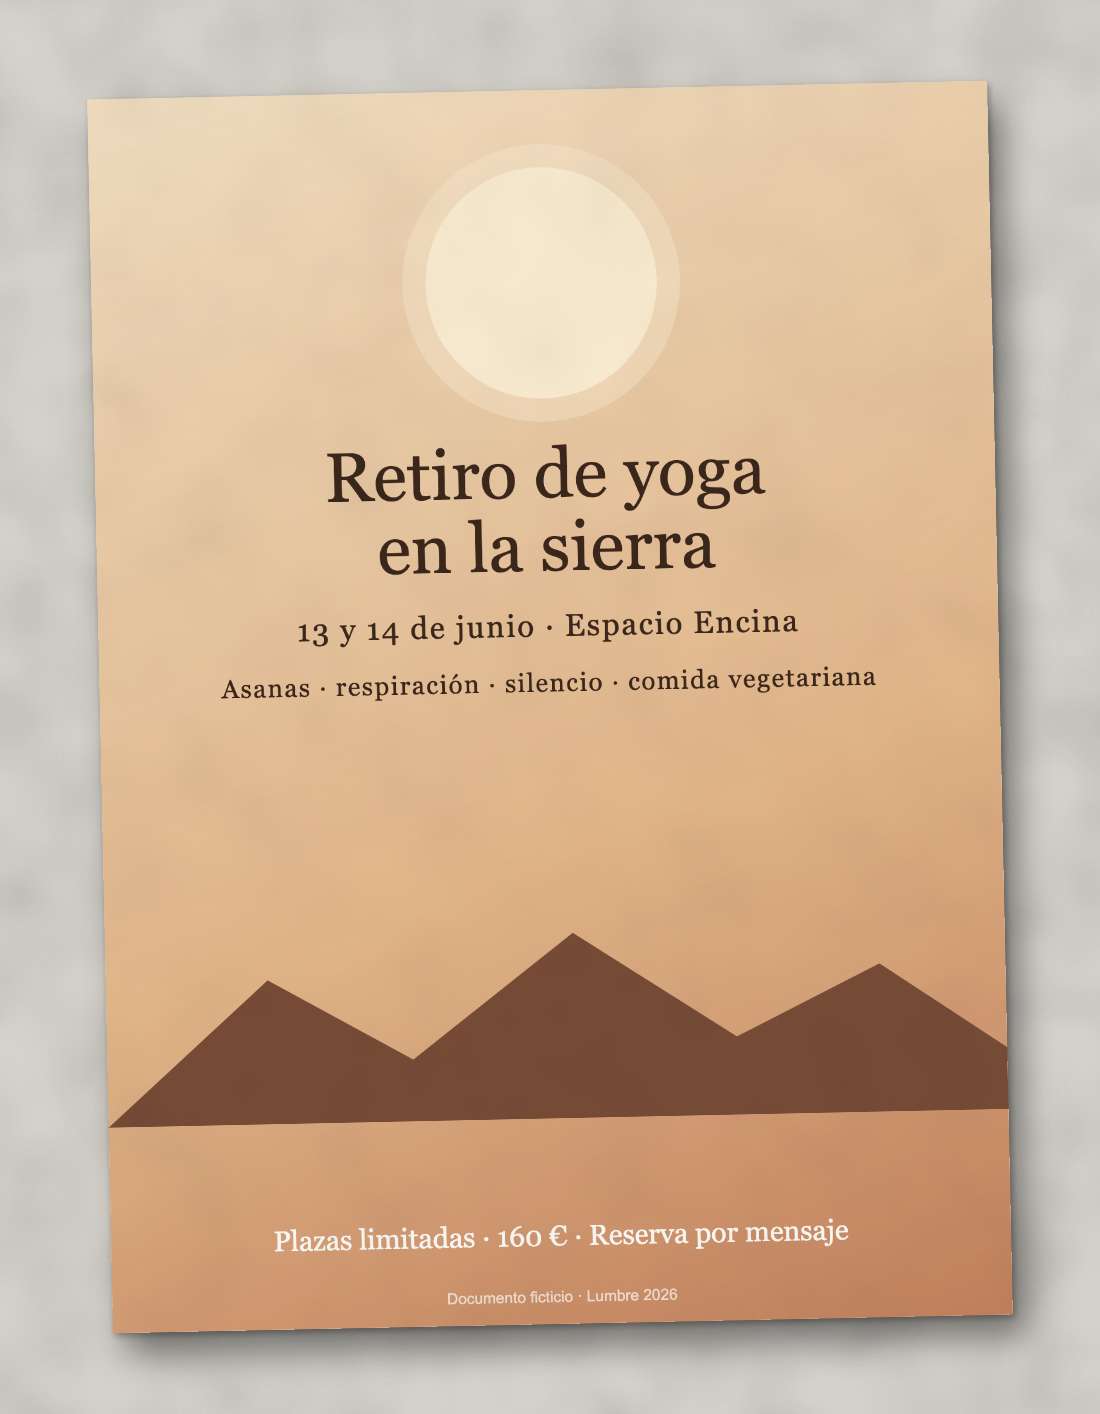 Retiro de yoga
en la sierra
13 y 14 de junio · Espacio Encina
Asanas · respiración · silencio · comida vegetariana
Plazas limitadas · 160 € · Reserva por mensaje
Documento ficticio · Lumbre 2026